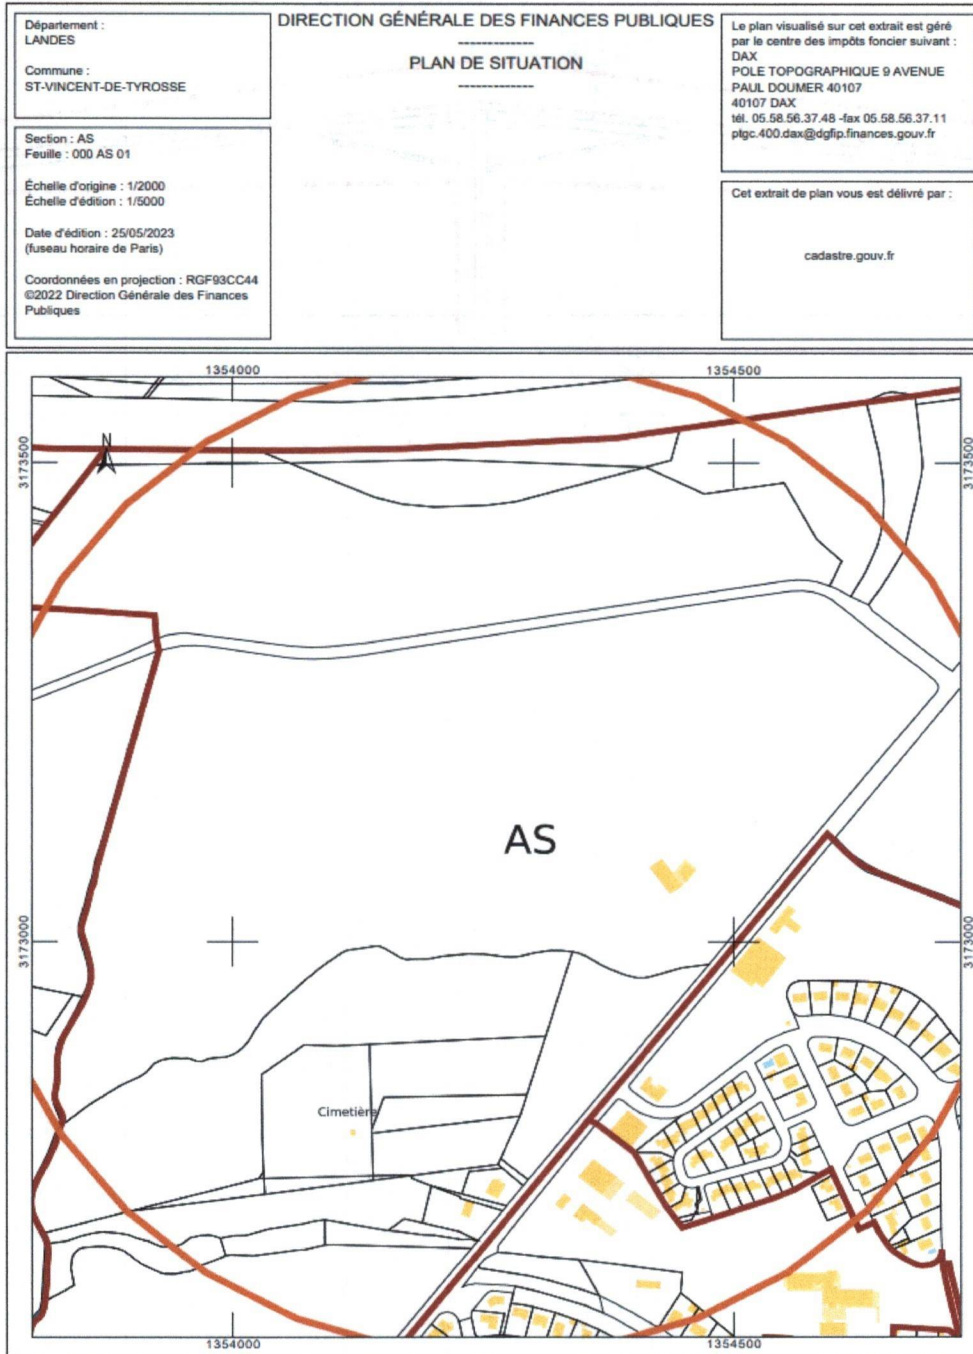 Département :
LANDES
Commune :
ST-VINCENT-DE-TYROSSE
Section : AS
Feuille : 000 AS 01
Échelle d'origine : 1/2000
Échelle d'édition : 1/5000
Date d'édition : 25/05/2023
(fuseau horaire de Paris)
Coordonnées en projection : RGF93CC44
©2022 Direction Générale des Finances
Publiques
DIRECTION GÉNÉRALE DES FINANCES PUBLIQUES
-------------
PLAN DE SITUATION
-------------
Le plan visualisé sur cet extrait est géré
par le centre des impôts foncier suivant :
DAX
POLE TOPOGRAPHIQUE 9 AVENUE
PAUL DOUMER 40107
40107 DAX
tél. 05.58.56.37.48 -fax 05.58.56.37.11
ptgc.400.dax@dgfip.finances.gouv.fr
Cet extrait de plan vous est délivré par :
cadastre.gouv.fr
1354000
1354500
N
3173500
3173500
AS
3173000
3173000
Cimetière
1354000
1354500